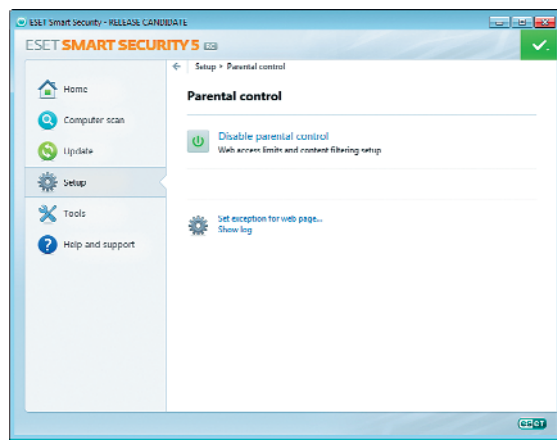 ESET Smart Security - RELEASE CANDIDATE
ESET SMART SECURITY 5 RC
Setup ▸ Parental control
Home
Computer scan
Update
Setup
Tools
Help and support
Parental control
Disable parental control
Web access limits and content filtering setup
Set exception for web page...
Show log
eset